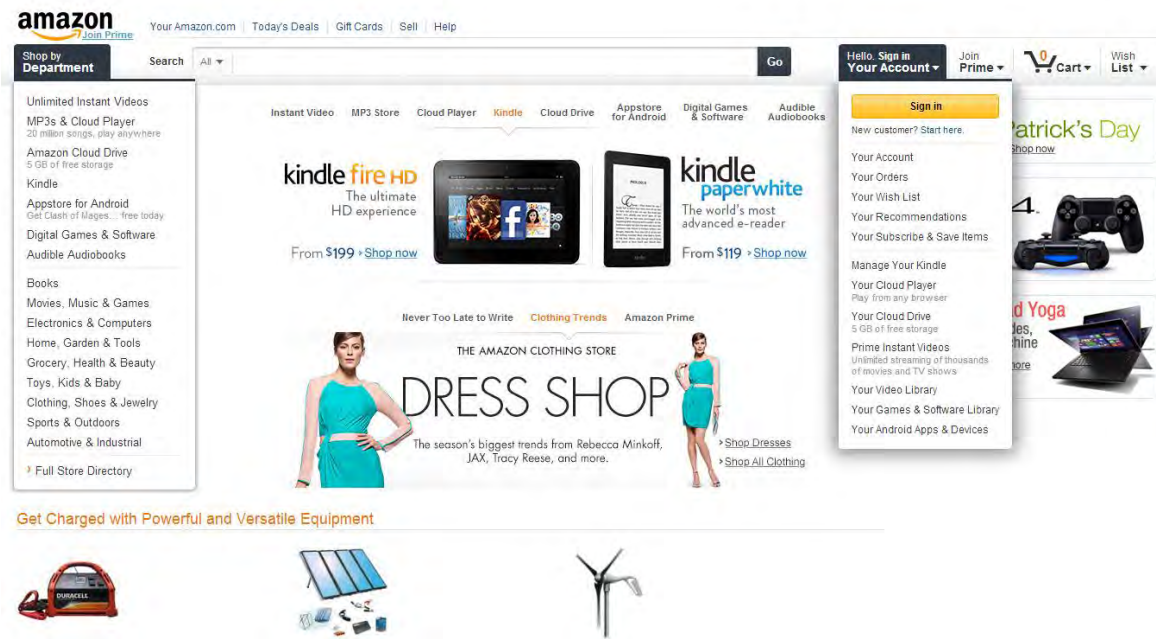 amazon
Join Prime
Your Amazon.com
Today's Deals
Gift Cards
Sell
Help
Shop by
Department
Search
All
Go
Hello. Sign in
Your Account
Join
Prime
0
Cart
Wish
List
Unlimited Instant Videos
MP3s & Cloud Player
20 million songs, play anywhere
Amazon Cloud Drive
5 GB of free storage
Kindle
Appstore for Android
Get Clash of Mages... free today
Digital Games & Software
Audible Audiobooks
Books
Movies, Music & Games
Electronics & Computers
Home, Garden & Tools
Grocery, Health & Beauty
Toys, Kids & Baby
Clothing, Shoes & Jewelry
Sports & Outdoors
Automotive & Industrial
Full Store Directory
Instant Video
MP3 Store
Cloud Player
Kindle
Cloud Drive
Appstore
for Android
Digital Games
& Software
Audible
Audiobooks
kindle fire HD
The ultimate
HD experience
From $199 › Shop now
kindle
paperwhite
The world's most
advanced e-reader
From $119 › Shop now
Never Too Late to Write
Clothing Trends
Amazon Prime
THE AMAZON CLOTHING STORE
DRESS SHOP
The season's biggest trends from Rebecca Minkoff,
JAX, Tracy Reese, and more.
› Shop Dresses
› Shop All Clothing
Sign in
New customer? Start here.
Your Account
Your Orders
Your Wish List
Your Recommendations
Your Subscribe & Save Items
Manage Your Kindle
Your Cloud Player
Play from any browser
Your Cloud Drive
5 GB of free storage
Prime Instant Videos
Unlimited streaming of thousands
of movies and TV shows
Your Video Library
Your Games & Software Library
Your Android Apps & Devices
atrick's Day
Shop now
4
d Yoga
des,
chine
nore
Get Charged with Powerful and Versatile Equipment
DURACELL